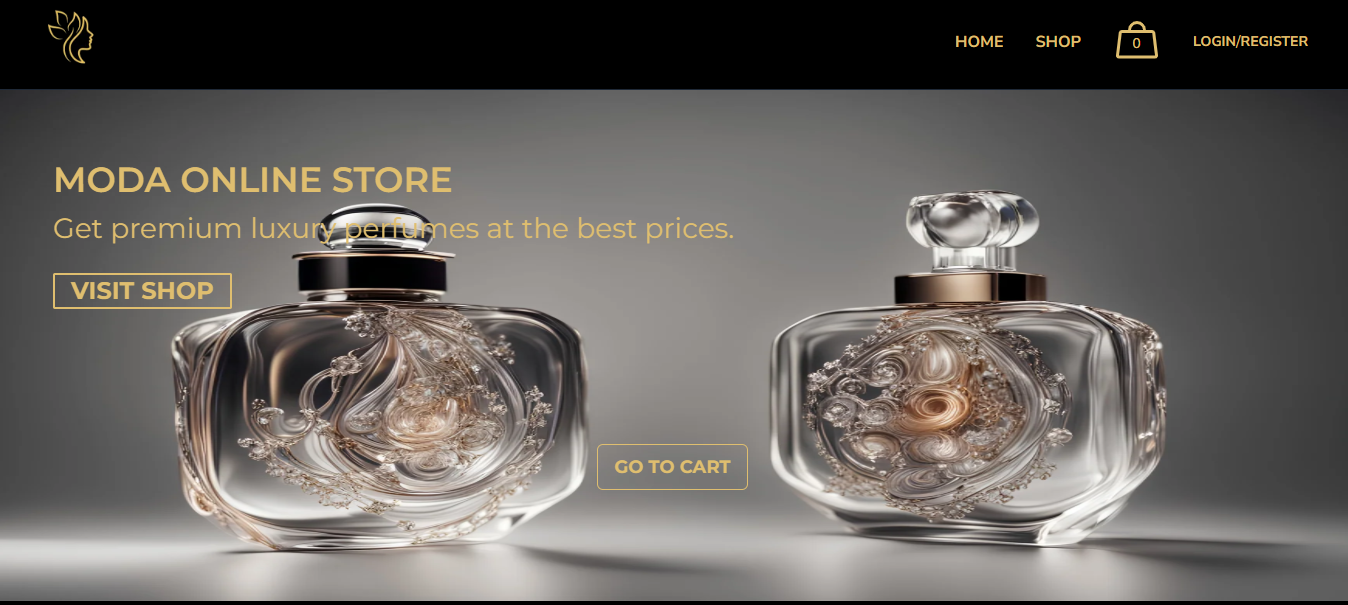 HOME SHOP 0 LOGIN/REGISTER
MODA ONLINE STORE
Get premium luxury perfumes at the best prices.
VISIT SHOP
GO TO CART